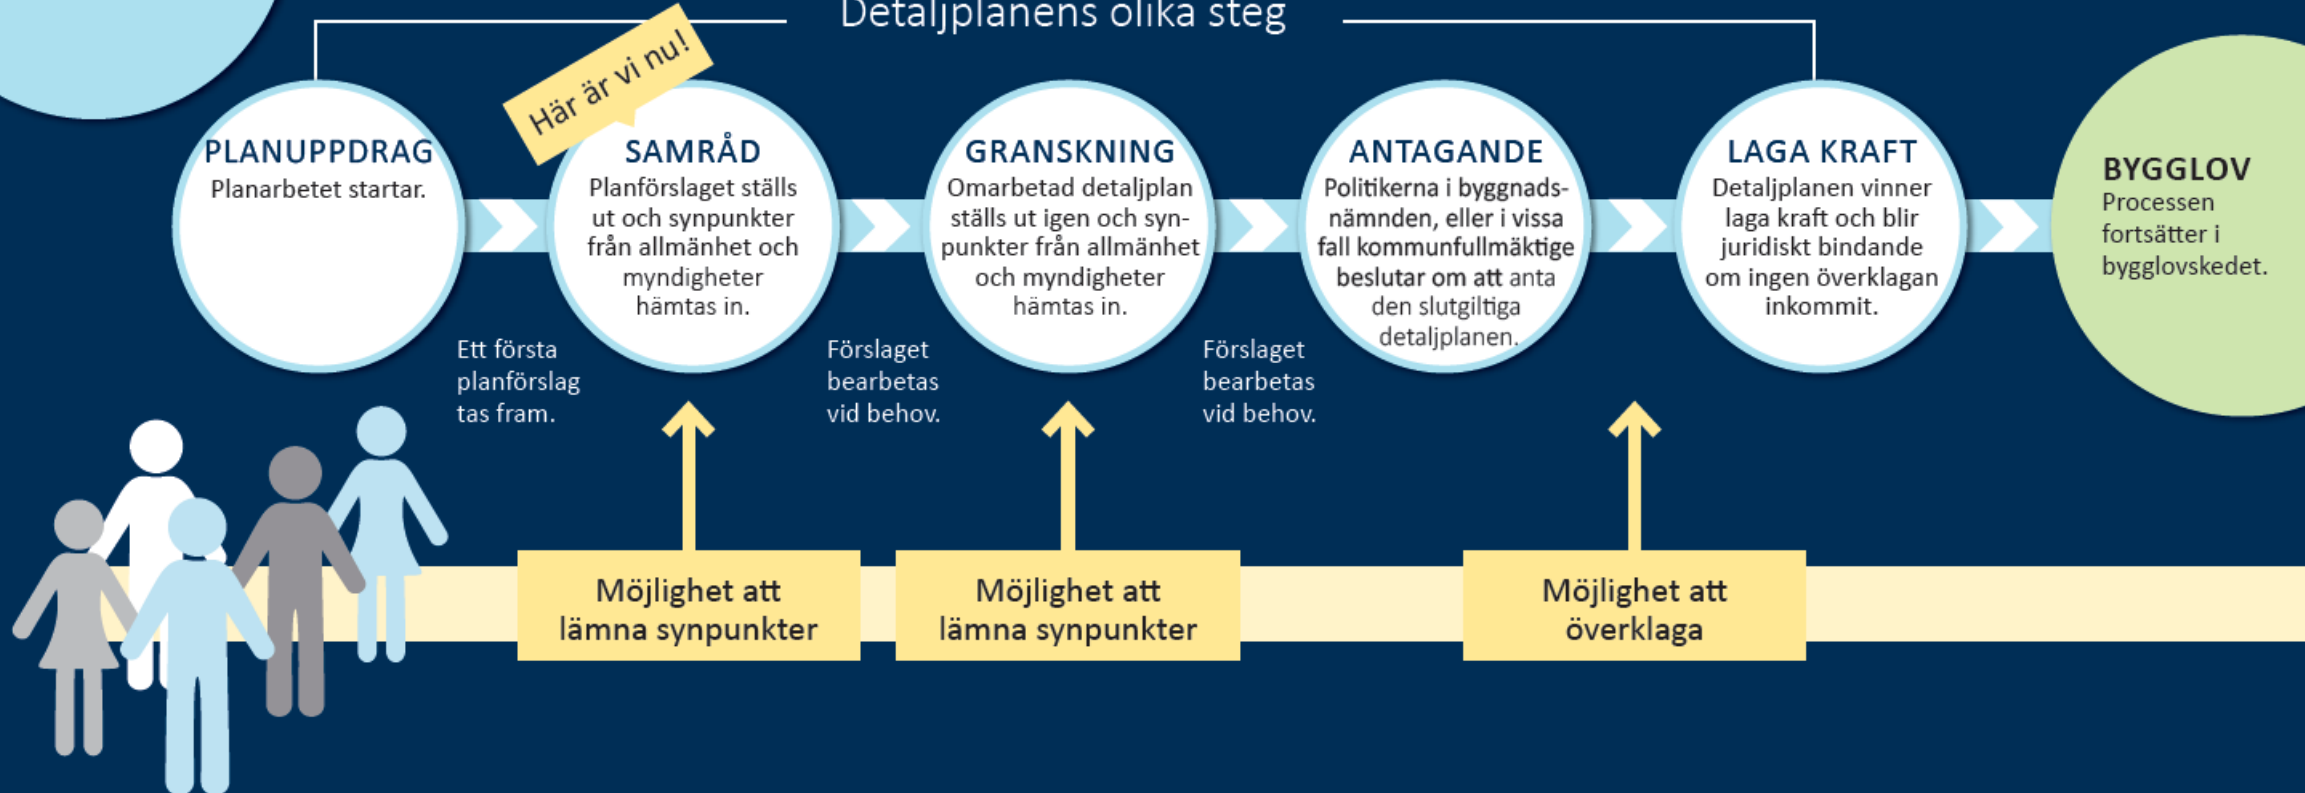 Detaljplanens olika steg
Här är vi nu!
PLANUPPDRAG
Planarbetet startar.
SAMRÅD
Planförslaget ställs
ut och synpunkter
från allmänhet och
myndigheter
hämtas in.
GRANSKNING
Omarbetad detaljplan
ställs ut igen och syn-
punkter från allmänhet
och myndigheter
hämtas in.
ANTAGANDE
Politikerna i byggnads-
nämnden, eller i vissa
fall kommunfullmäktige
beslutar om att anta
den slutgiltiga
detaljplanen.
LAGA KRAFT
Detaljplanen vinner
laga kraft och blir
juridiskt bindande
om ingen överklagan
inkommit.
BYGGLOV
Processen
fortsätter i
bygglovskedet.
Ett första
planförslag
tas fram.
Förslaget
bearbetas
vid behov.
Förslaget
bearbetas
vid behov.
Möjlighet att
lämna synpunkter
Möjlighet att
lämna synpunkter
Möjlighet att
överklaga